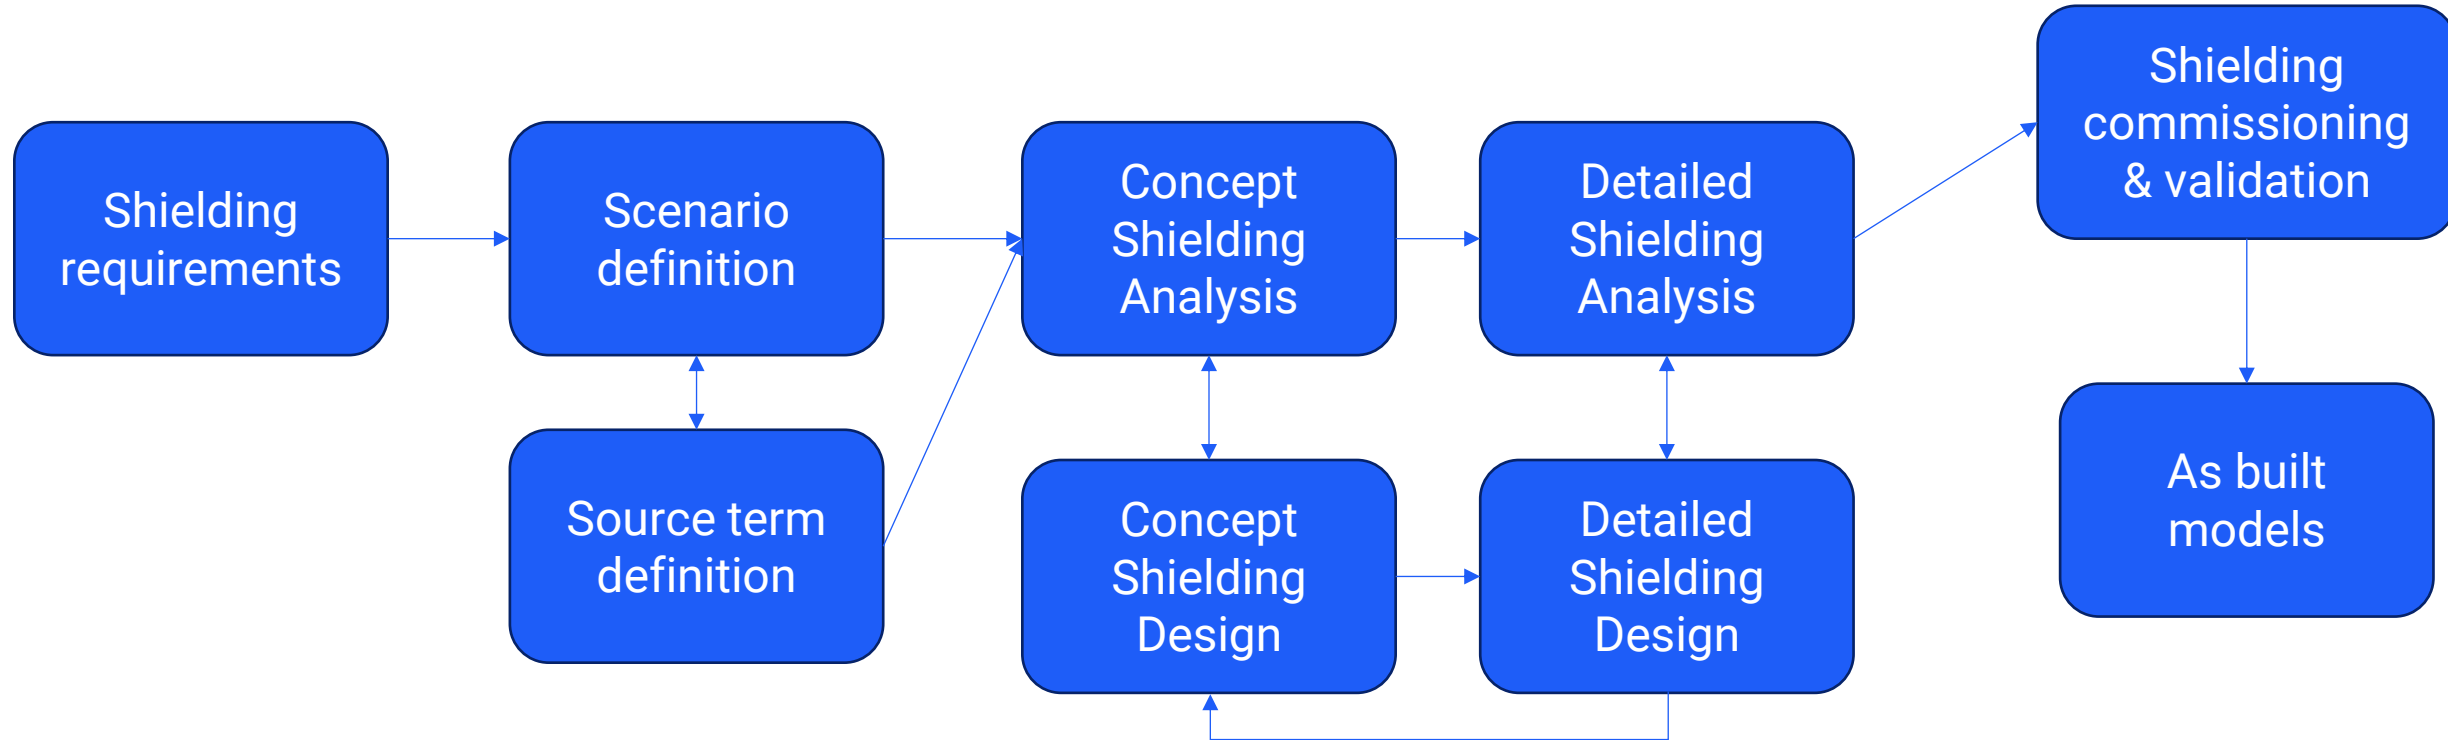 Shielding
requirements
Scenario
definition
Source term
definition
Concept
Shielding
Analysis
Concept
Shielding
Design
Detailed
Shielding
Analysis
Detailed
Shielding
Design
Shielding
commissioning
& validation
As built
models